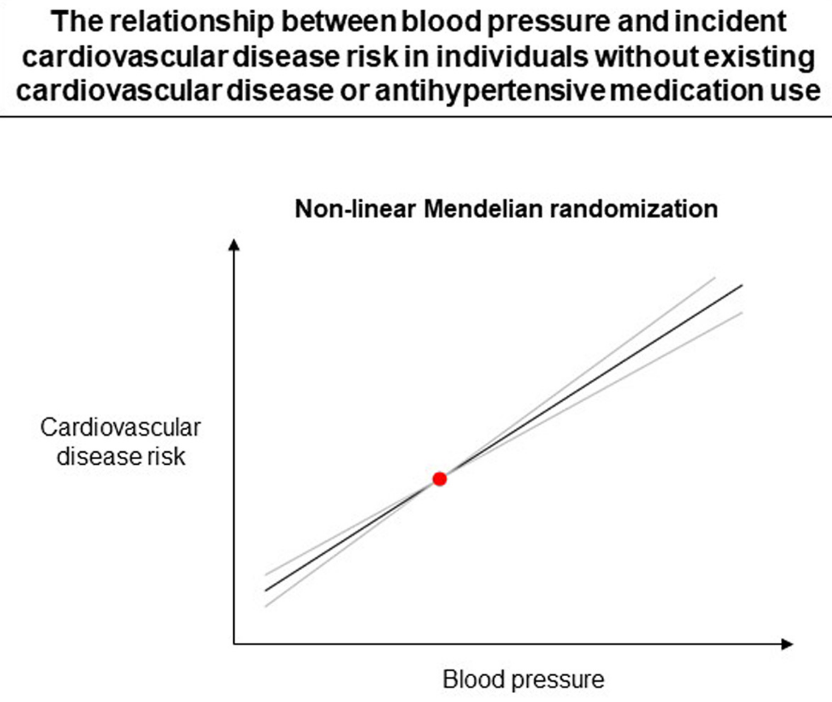 The relationship between blood pressure and incident
cardiovascular disease risk in individuals without existing
cardiovascular disease or antihypertensive medication use
Non-linear Mendelian randomization
Cardiovascular
disease risk
Blood pressure